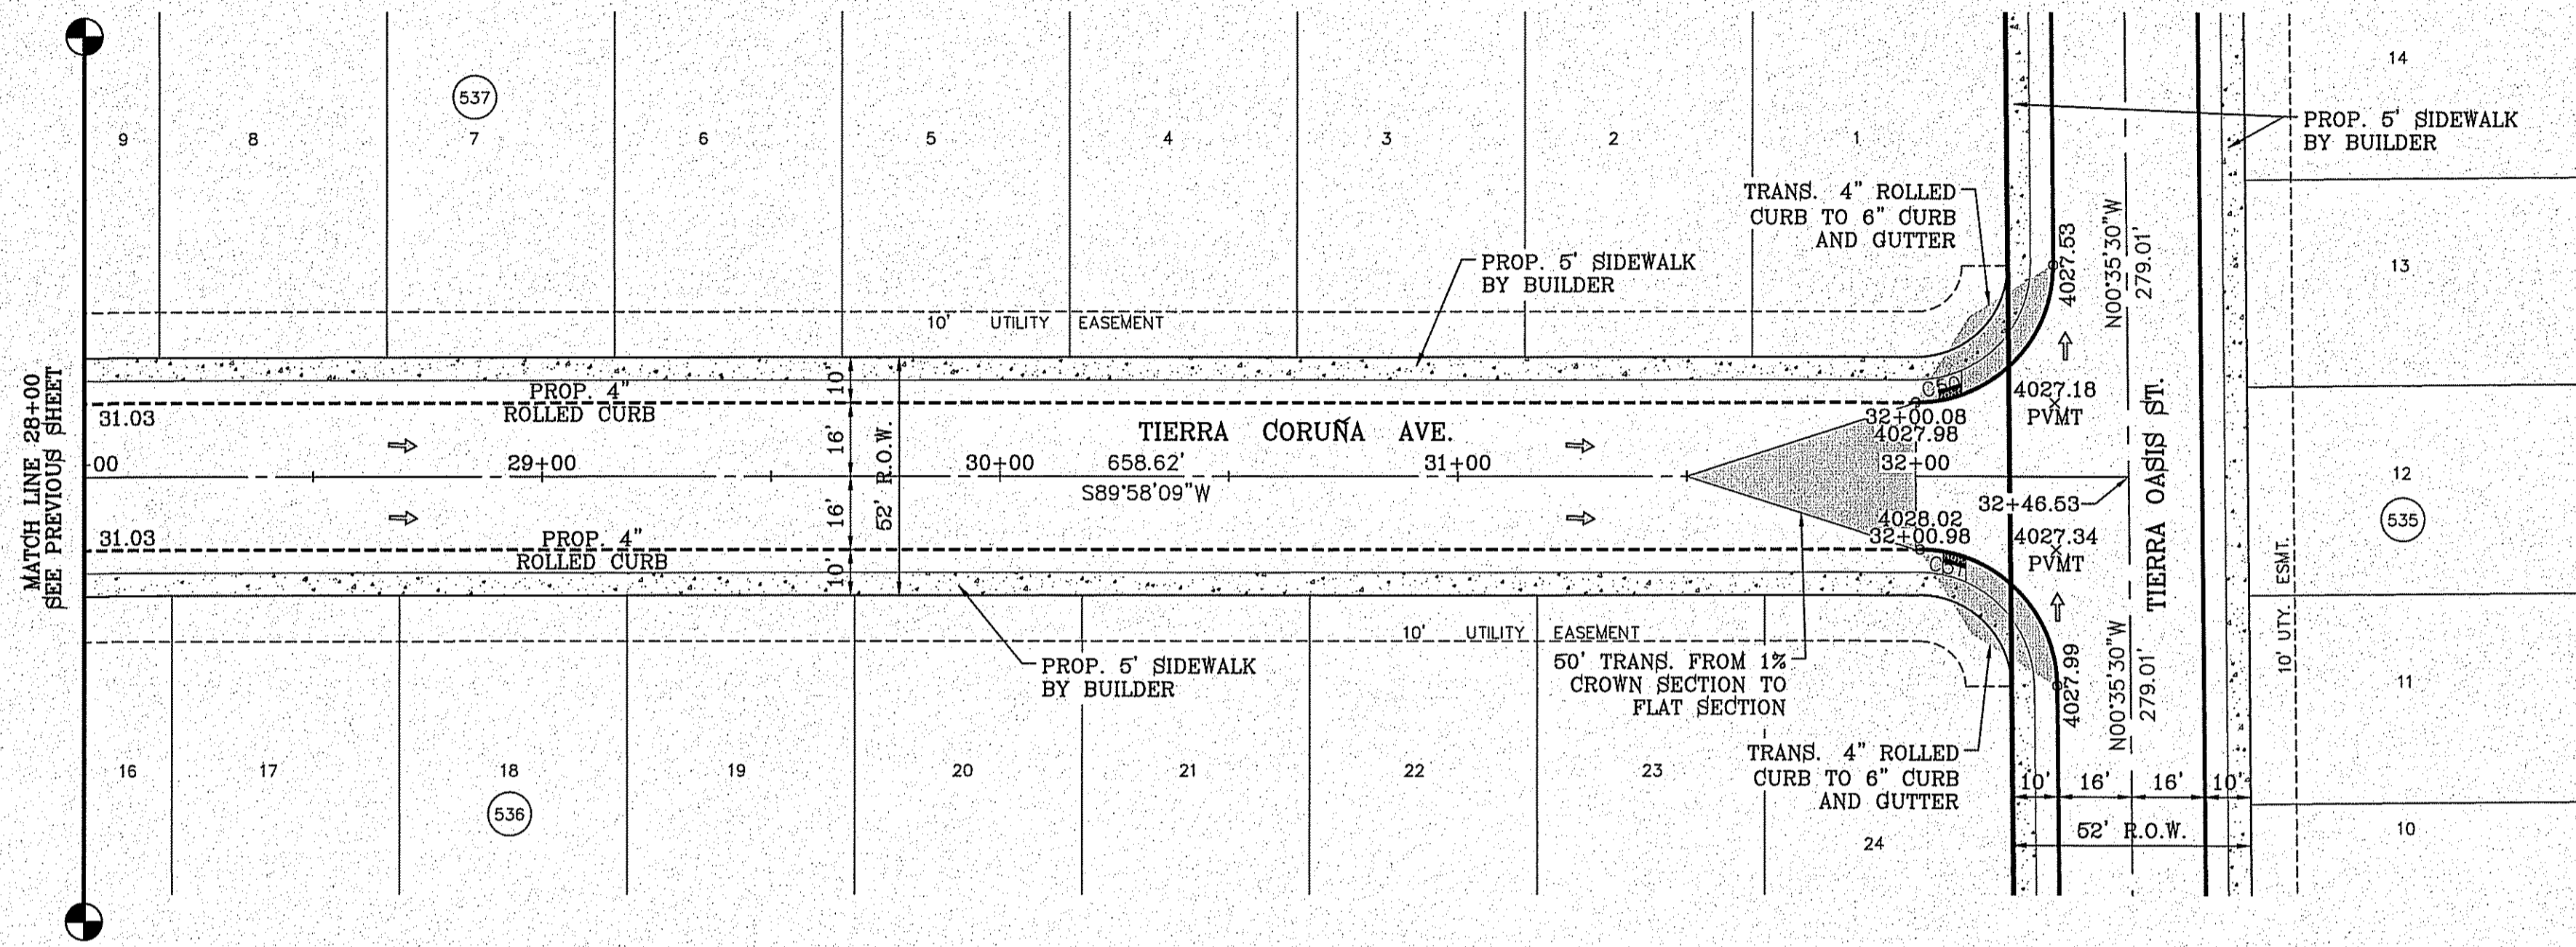 537
9
8
7
6
5
4
3
2
1
14
PROP. 5' SIDEWALK
BY BUILDER
TRANS. 4" ROLLED
CURB TO 6" CURB
AND GUTTER
PROP. 5' SIDEWALK
BY BUILDER
4027.53
N00°35'30"W
279.01'
13
10' UTILITY EASEMENT
MATCH LINE 28+00
SEE PREVIOUS SHEET
PROP. 4"
ROLLED CURB
31.03
10'
16'
52' R.O.W.
16'
10'
TIERRA CORUÑA AVE.
32+00.08
4027.98
4027.18
PVMT
TIERRA OASIS ST.
00
29+00
30+00
658.62'
S89°58'09"W
31+00
32+00
32+46.53
12
535
31.03
PROP. 4"
ROLLED CURB
4028.02
32+00.98
4027.34
PVMT
10' UTY. ESMT.
10' UTILITY EASEMENT
PROP. 5' SIDEWALK
BY BUILDER
50' TRANS. FROM 1%
CROWN SECTION TO
FLAT SECTION
4027.99
N00°35'30"W
279.01'
11
TRANS. 4" ROLLED
CURB TO 6" CURB
AND GUTTER
16
17
18
19
20
21
22
23
536
10'
16'
16'
10'
52' R.O.W.
10
24